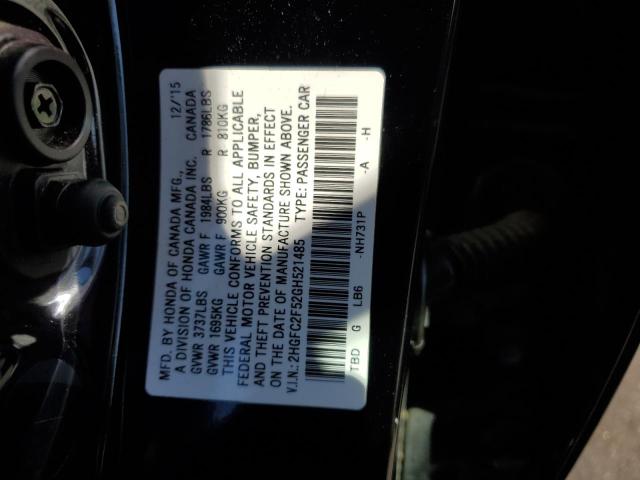 MFD. BY HONDA OF CANADA MFG., 12/'15
A DIVISION OF HONDA CANADA INC. CANADA
GVWR 3737LBS GAWR F 1984LBS R 1786LBS
GVWR 1695KG GAWR F 900KG R 810KG
THIS VEHICLE CONFORMS TO ALL APPLICABLE
FEDERAL MOTOR VEHICLE SAFETY, BUMPER,
AND THEFT PREVENTION STANDARDS IN EFFECT
ON THE DATE OF MANUFACTURE SHOWN ABOVE.
V.I.N.: 2HGFC2F52GH521485 TYPE: PASSENGER CAR
TBD G LB6 -NH731P -A -H